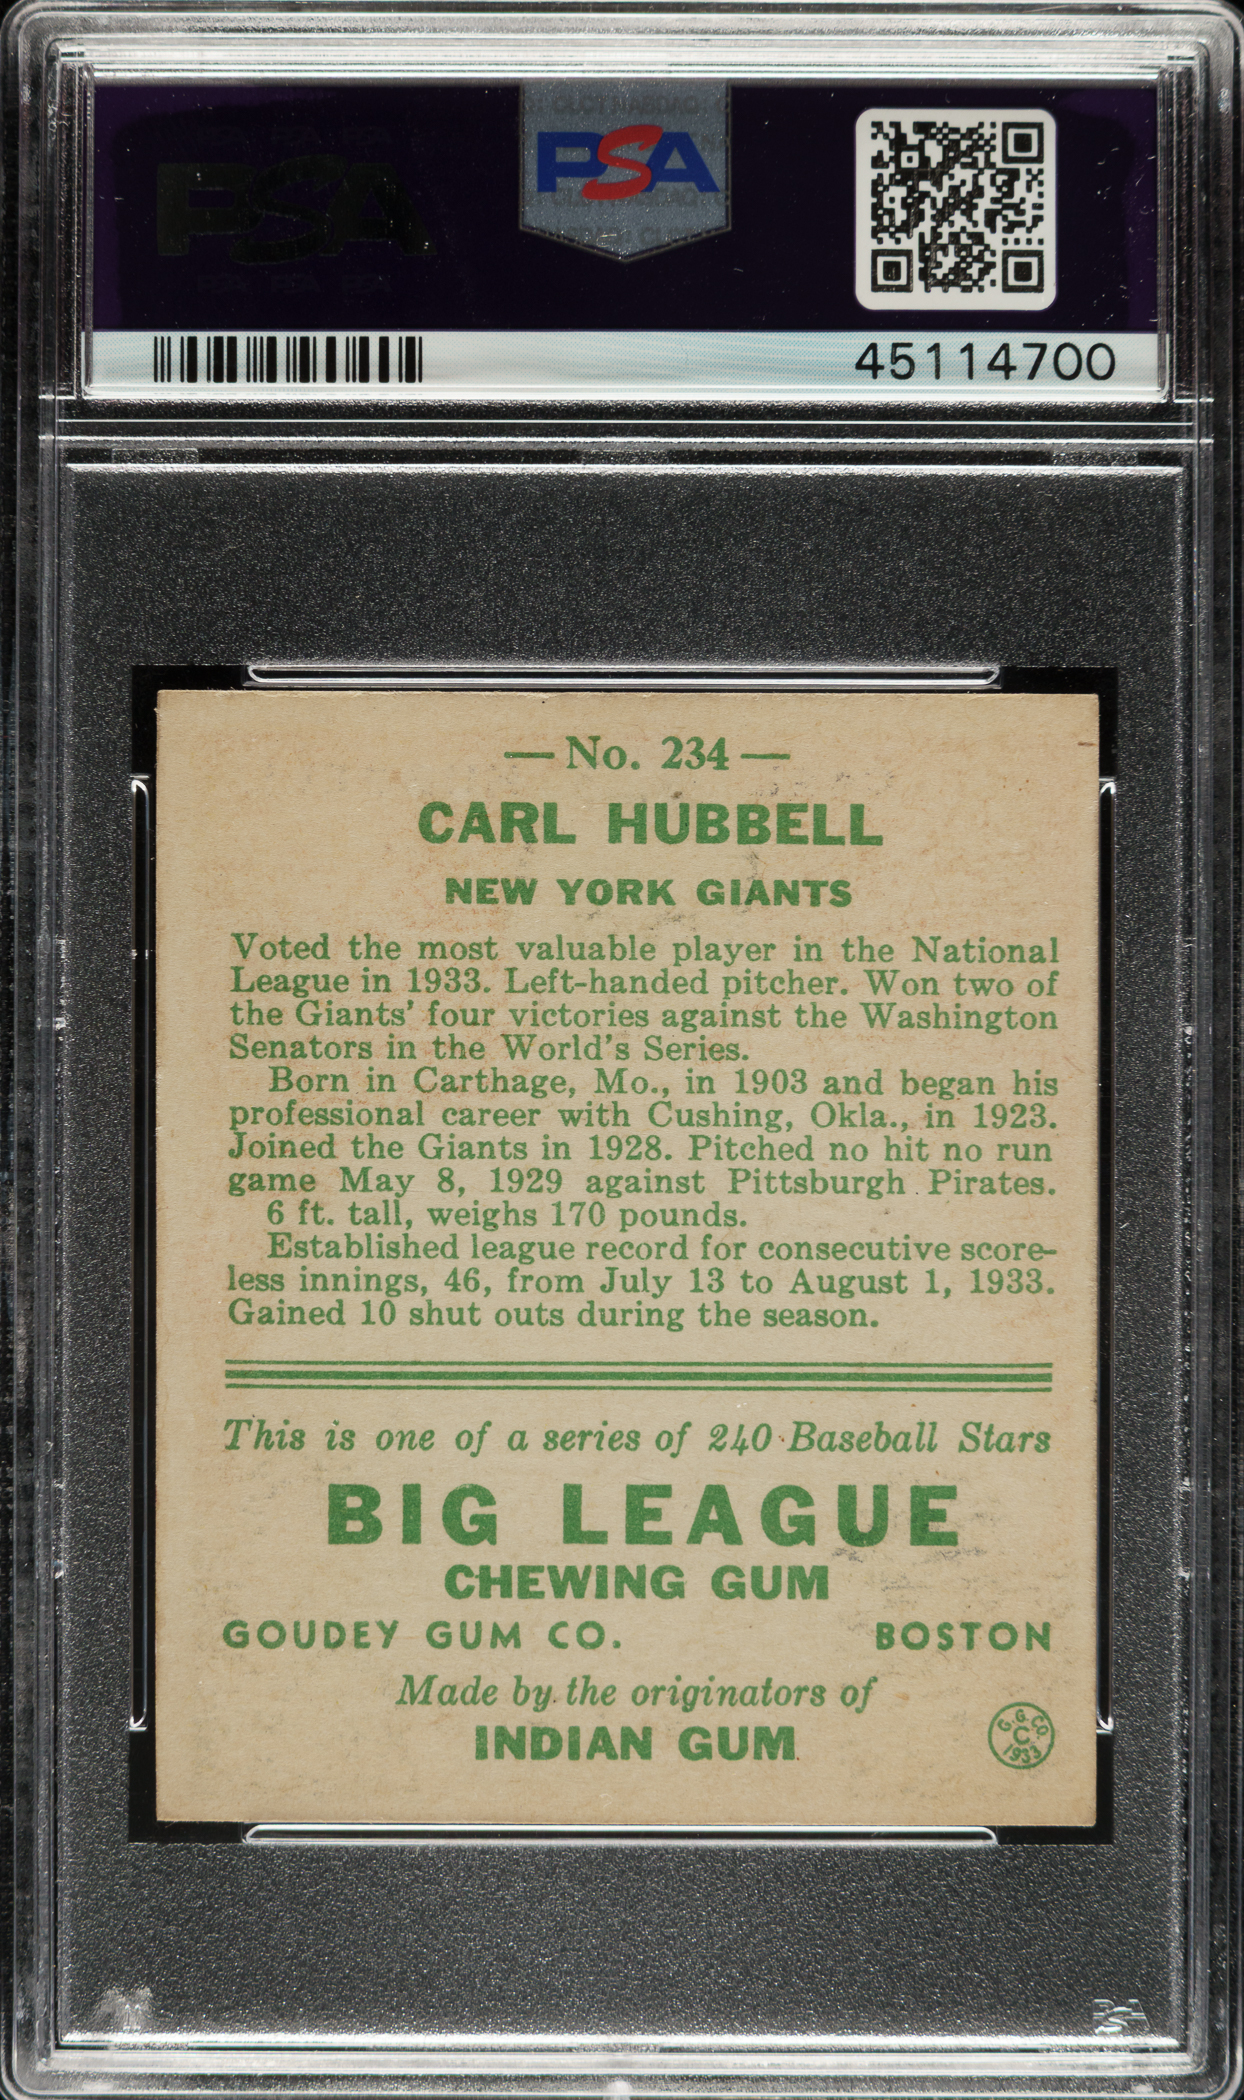 PSA
PSA
45114700
— No. 234 —
CARL HUBBELL
NEW YORK GIANTS
Voted the most valuable player in the National
League in 1933. Left-handed pitcher. Won two of
the Giants' four victories against the Washington
Senators in the World's Series.
Born in Carthage, Mo., in 1903 and began his
professional career with Cushing, Okla., in 1923.
Joined the Giants in 1928. Pitched no hit no run
game May 8, 1929 against Pittsburgh Pirates.
6 ft. tall, weighs 170 pounds.
Established league record for consecutive score-
less innings, 46, from July 13 to August 1, 1933.
Gained 10 shut outs during the season.
This is one of a series of 240 Baseball Stars
BIG LEAGUE
CHEWING GUM
GOUDEY GUM CO. BOSTON
Made by the originators of
INDIAN GUM
G. G. CO.
C
1933
PSA